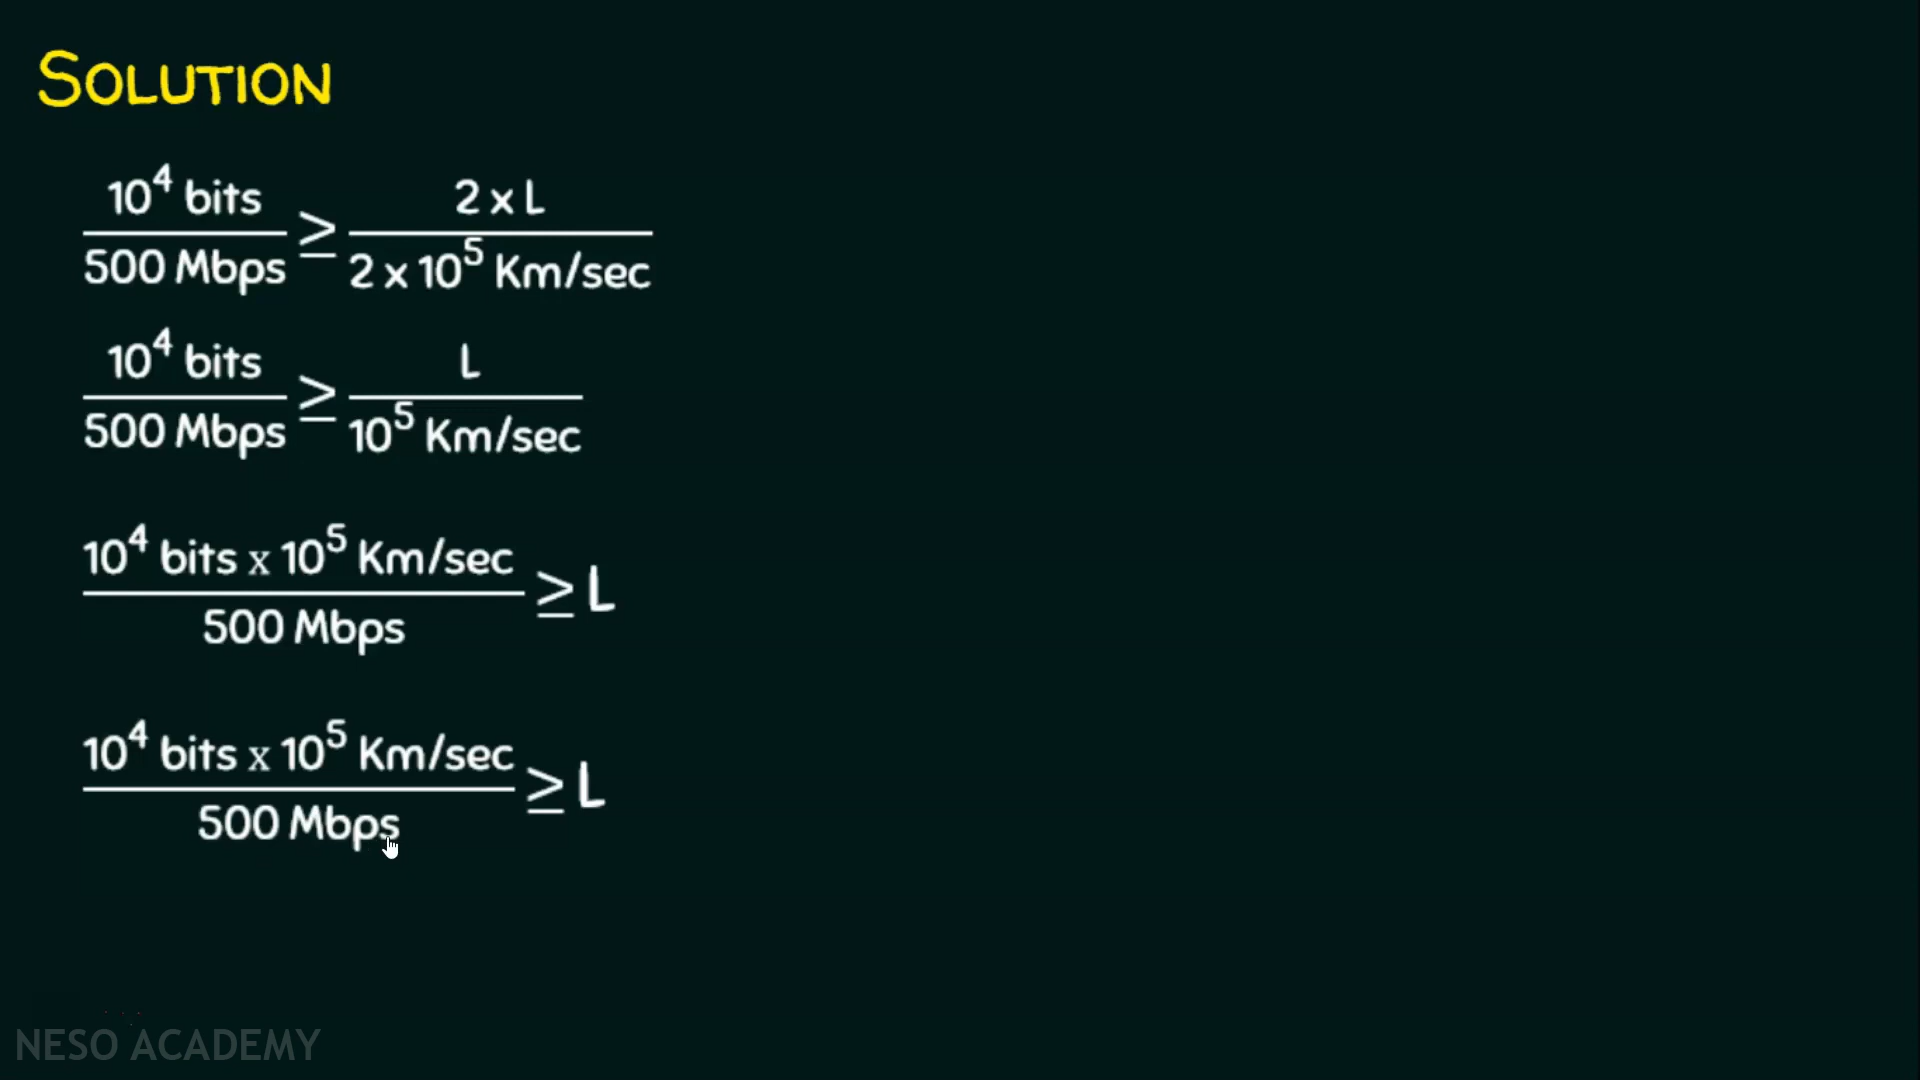 SOLUTION
10⁴ bits / 500 Mbps ≥ 2 x L / 2 x 10⁵ Km/sec
10⁴ bits / 500 Mbps ≥ L / 10⁵ Km/sec
10⁴ bits x 10⁵ Km/sec / 500 Mbps ≥ L
10⁴ bits x 10⁵ Km/sec / 500 Mbps ≥ L
NESO ACADEMY